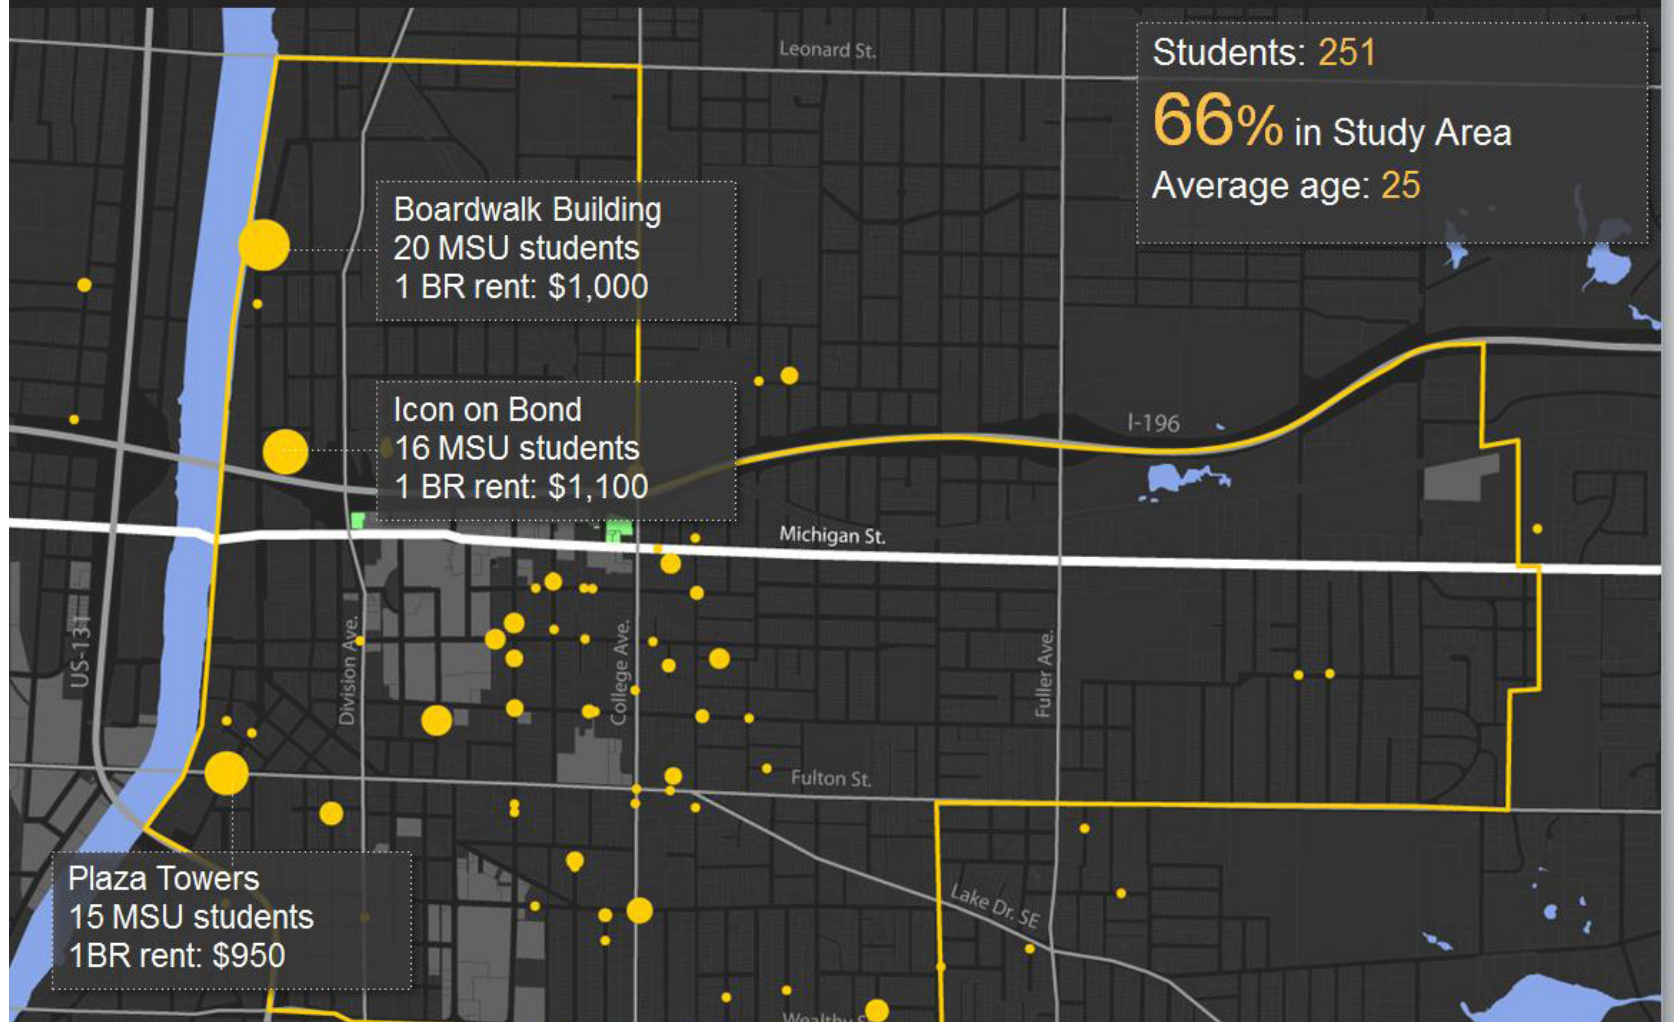 Leonard St.
Students: 251
66% in Study Area
Average age: 25
Boardwalk Building
20 MSU students
1 BR rent: $1,000
Icon on Bond
16 MSU students
1 BR rent: $1,100
I-196
Michigan St.
US-131
Division Ave.
College Ave.
Fuller Ave.
Fulton St.
Plaza Towers
15 MSU students
1BR rent: $950
Lake Dr. SE
Wealthy S